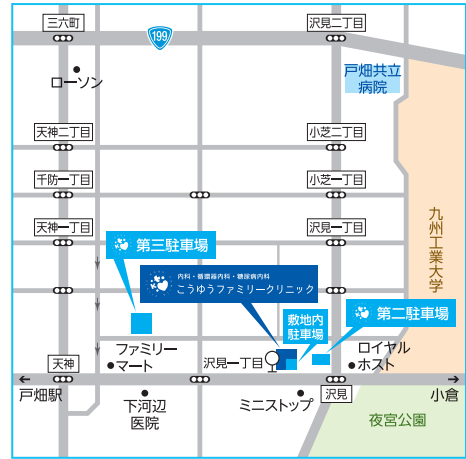 三六町
沢見二丁目
199
戸畑共立
病院
ローソン
天神二丁目
小芝二丁目
千防一丁目
小芝一丁目
天神一丁目
沢見一丁目
九州工業大学
第三駐車場
内科・循環器内科・糖尿病内科
こうゆうファミリークリニック
敷地内
駐車場
第二駐車場
ファミリー
マート
沢見一丁目
ロイヤル
ホスト
天神
←
戸畑駅
下河辺
医院
ミニストップ
沢見
→
小倉
夜宮公園